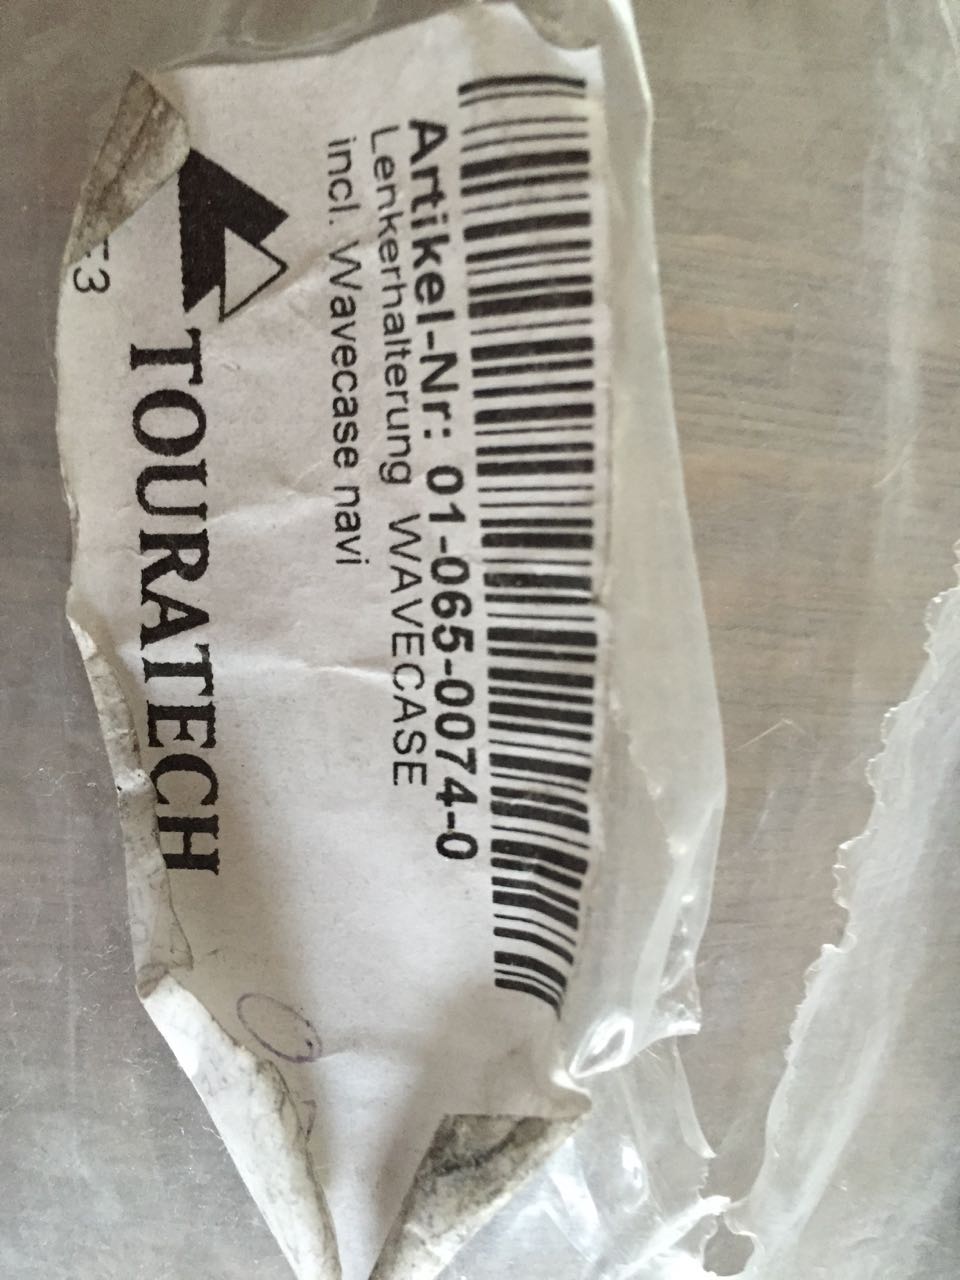 Artikel-Nr: 01-065-0074-0
Lenkerhalterung WAVECASE
incl. Wavecase navi
TOURATECH